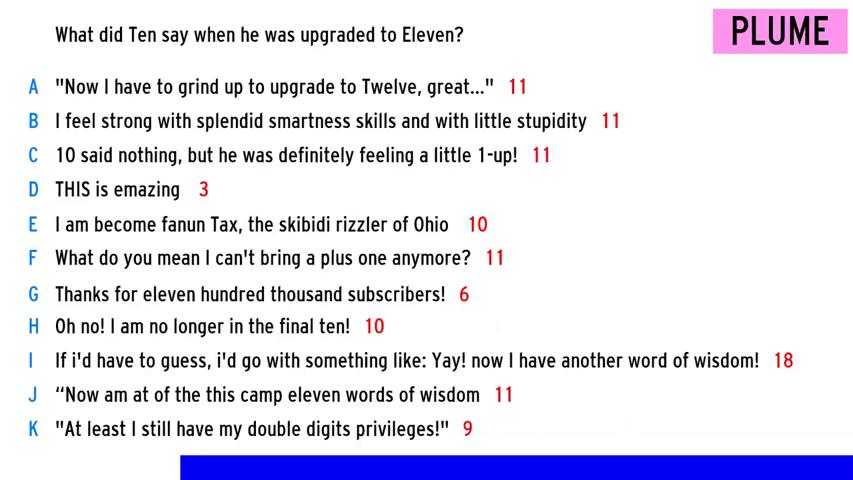 What did Ten say when he was upgraded to Eleven?
PLUME
A "Now I have to grind up to upgrade to Twelve, great..." 11
B I feel strong with splendid smartness skills and with little stupidity 11
C 10 said nothing, but he was definitely feeling a little 1-up! 11
D THIS is emazing 3
E I am become fanun Tax, the skibidi rizzler of Ohio 10
F What do you mean I can't bring a plus one anymore? 11
G Thanks for eleven hundred thousand subscribers! 6
H Oh no! I am no longer in the final ten! 10
I If i'd have to guess, i'd go with something like: Yay! now I have another word of wisdom! 18
J “Now am at of the this camp eleven words of wisdom 11
K "At least I still have my double digits privileges!" 9